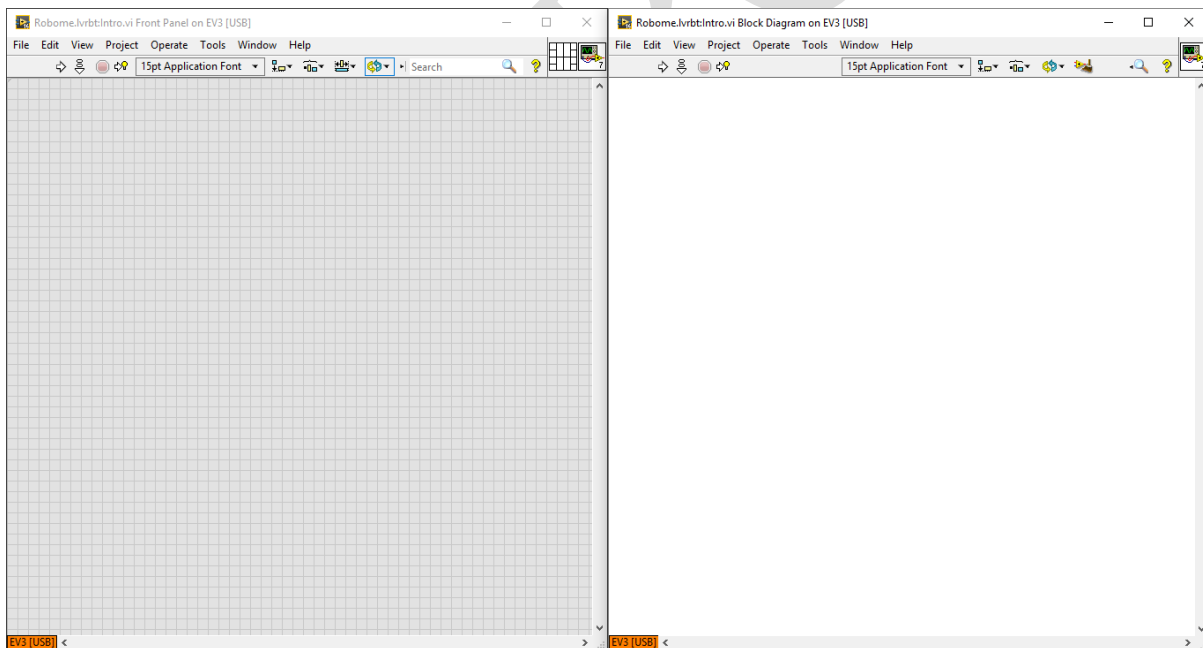 Robome.lvrbt:Intro.vi Front Panel on EV3 [USB]
File Edit View Project Operate Tools Window Help
15pt Application Font
Search
7
EV3 [USB]
Robome.lvrbt:Intro.vi Block Diagram on EV3 [USB]
File Edit View Project Operate Tools Window Help
15pt Application Font
7
EV3 [USB]